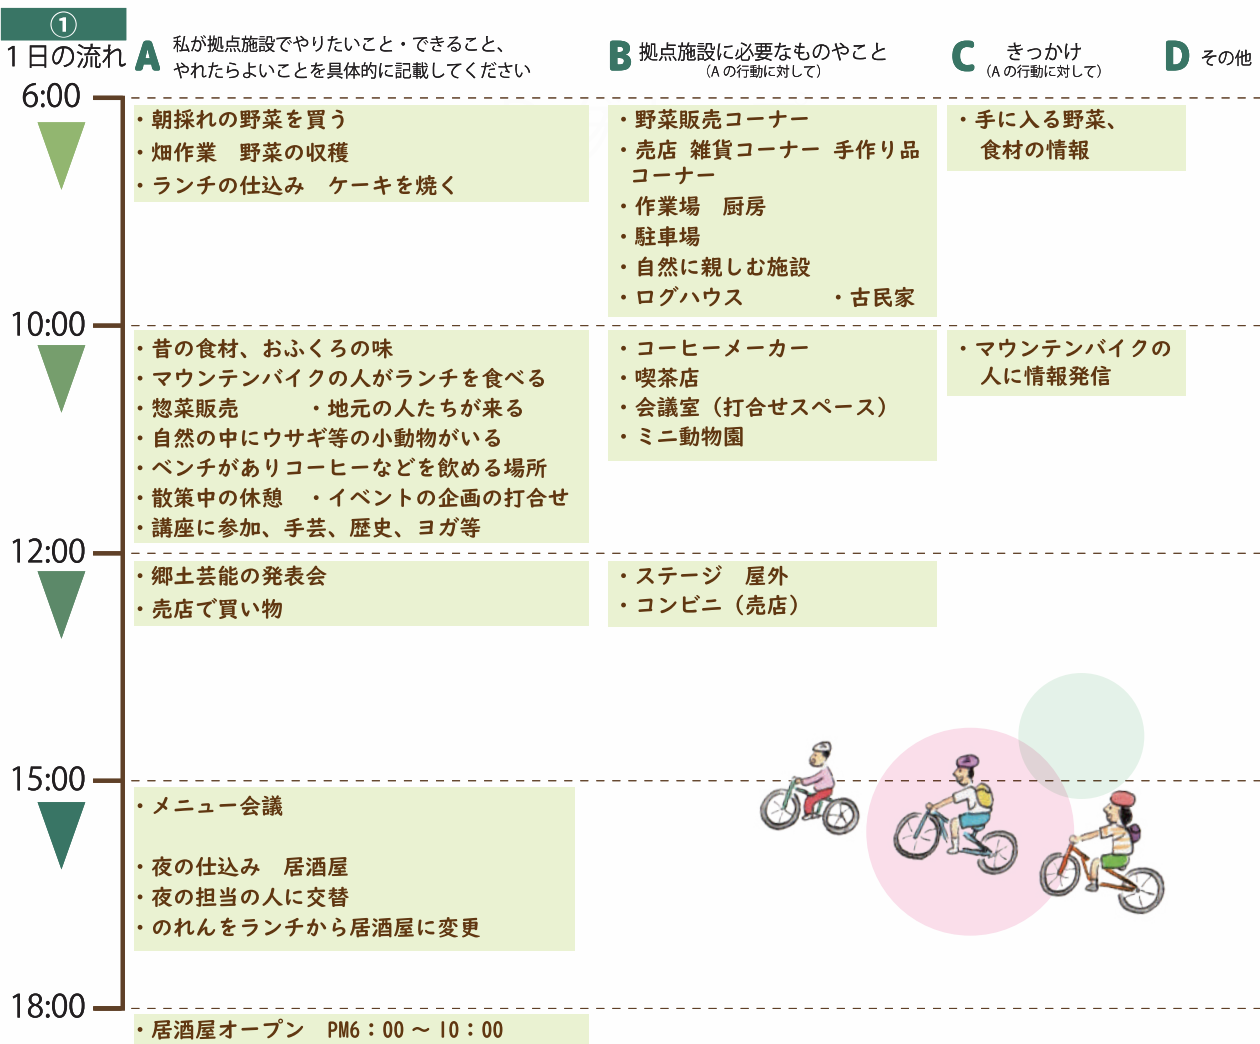 ①
1日の流れ
A 私が拠点施設でやりたいこと・できること、
やれたらよいことを具体的に記載してください
B 拠点施設に必要なものやこと
（Aの行動に対して）
C きっかけ
（Aの行動に対して）
D その他
6:00
・朝採れの野菜を買う
・畑作業　野菜の収穫
・ランチの仕込み　ケーキを焼く
・野菜販売コーナー
・売店 雑貨コーナー 手作り品
コーナー
・作業場　厨房
・駐車場
・自然に親しむ施設
・ログハウス　・古民家
・手に入る野菜、
食材の情報
10:00
・昔の食材、おふくろの味
・マウンテンバイクの人がランチを食べる
・惣菜販売　・地元の人たちが来る
・自然の中にウサギ等の小動物がいる
・ベンチがありコーヒーなどを飲める場所
・散策中の休憩　・イベントの企画の打合せ
・講座に参加、手芸、歴史、ヨガ等
・コーヒーメーカー
・喫茶店
・会議室（打合せスペース）
・ミニ動物園
・マウンテンバイクの
人に情報発信
12:00
・郷土芸能の発表会
・売店で買い物
・ステージ　屋外
・コンビニ（売店）
15:00
・メニュー会議
・夜の仕込み　居酒屋
・夜の担当の人に交替
・のれんをランチから居酒屋に変更
18:00
・居酒屋オープン　PM6：00 〜 10：00